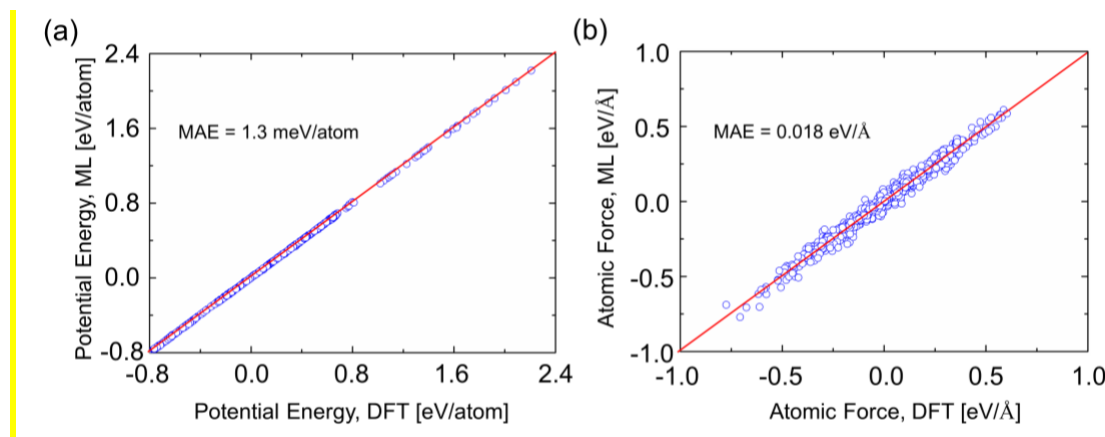 (a)
2.4
1.6
0.8
0.0
-0.8
-0.8 0.0 0.8 1.6 2.4
Potential Energy, ML [eV/atom]
MAE = 1.3 meV/atom
Potential Energy, DFT [eV/atom]
(b)
1.0
0.5
0.0
-0.5
-1.0
-1.0 -0.5 0.0 0.5 1.0
Atomic Force, ML [eV/Å]
MAE = 0.018 eV/Å
Atomic Force, DFT [eV/Å]